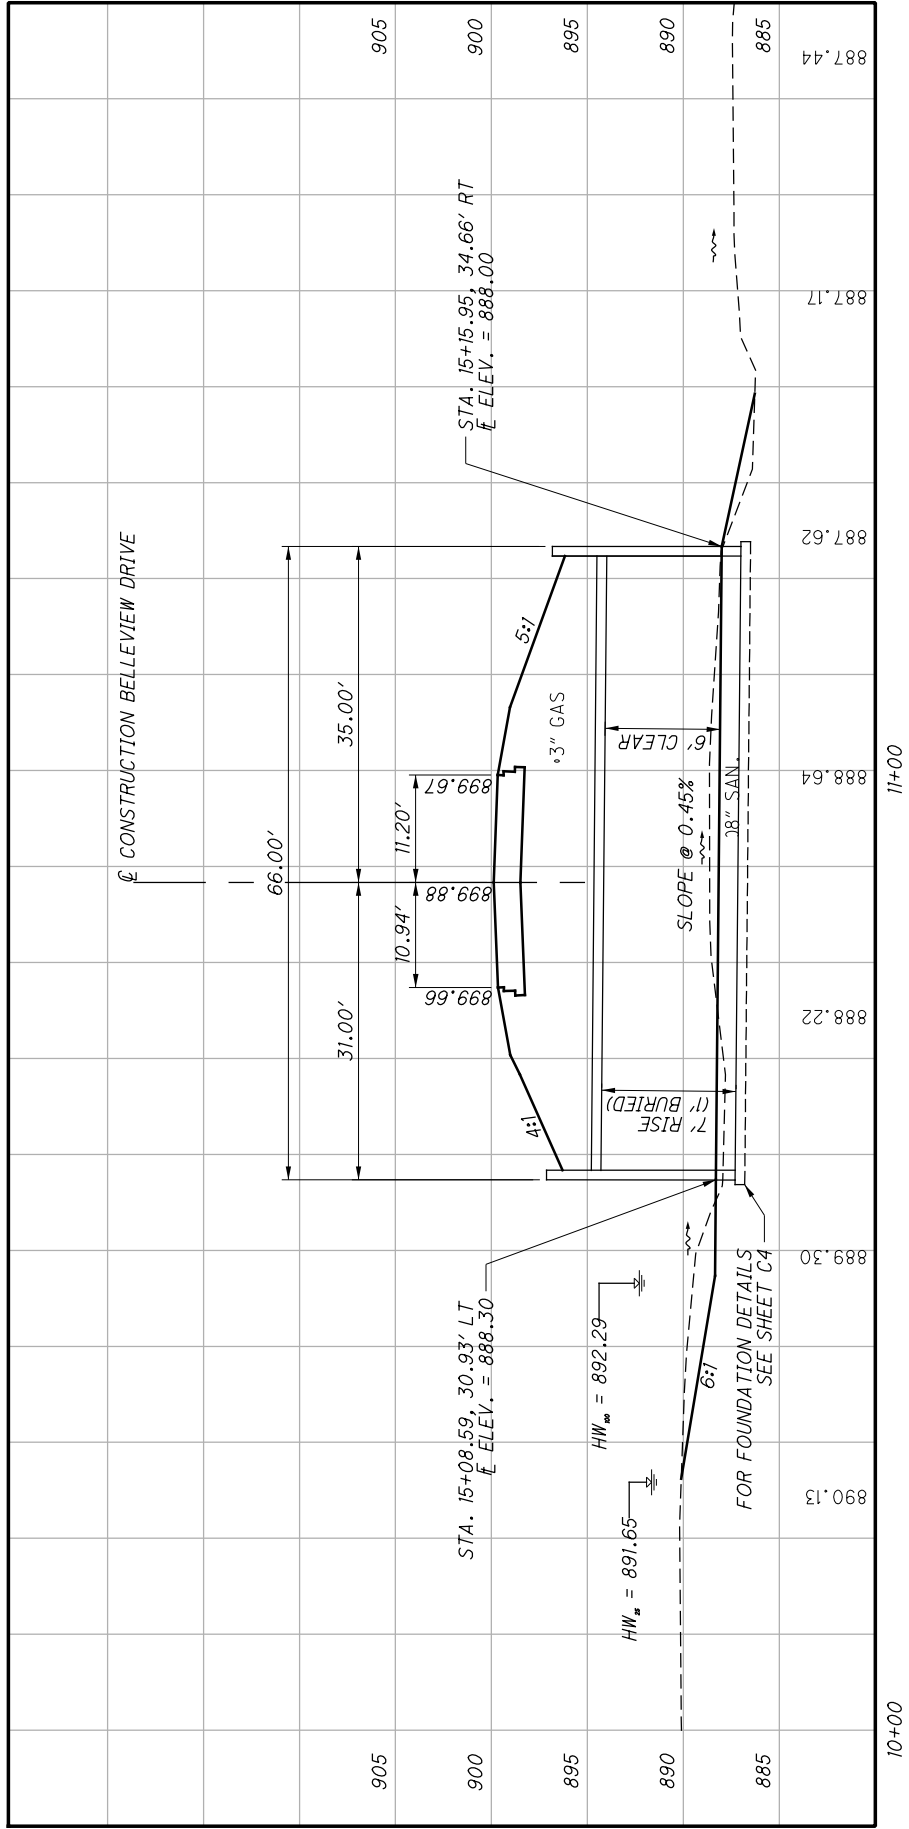 ℄ CONSTRUCTION BELLEVIEW DRIVE
66.00'
31.00'
35.00'
10.94'
11.20'
905
905
900
900
895
895
890
890
885
885
899.66
899.88
899.67
STA. 15+08.59, 30.93' LT
ELEV. = 888.30
STA. 15+15.95, 34.66' RT
ELEV. = 888.00
4:1
5:1
3" GAS
HW25 = 891.65
HW100 = 892.29
7' RISE
(1' BURIED)
6' CLEAR
SLOPE @ 0.45%
8" SAN.
6:1
FOR FOUNDATION DETAILS
SEE SHEET C4
890.13
889.30
888.22
888.64
887.62
887.17
887.44
10+00
11+00